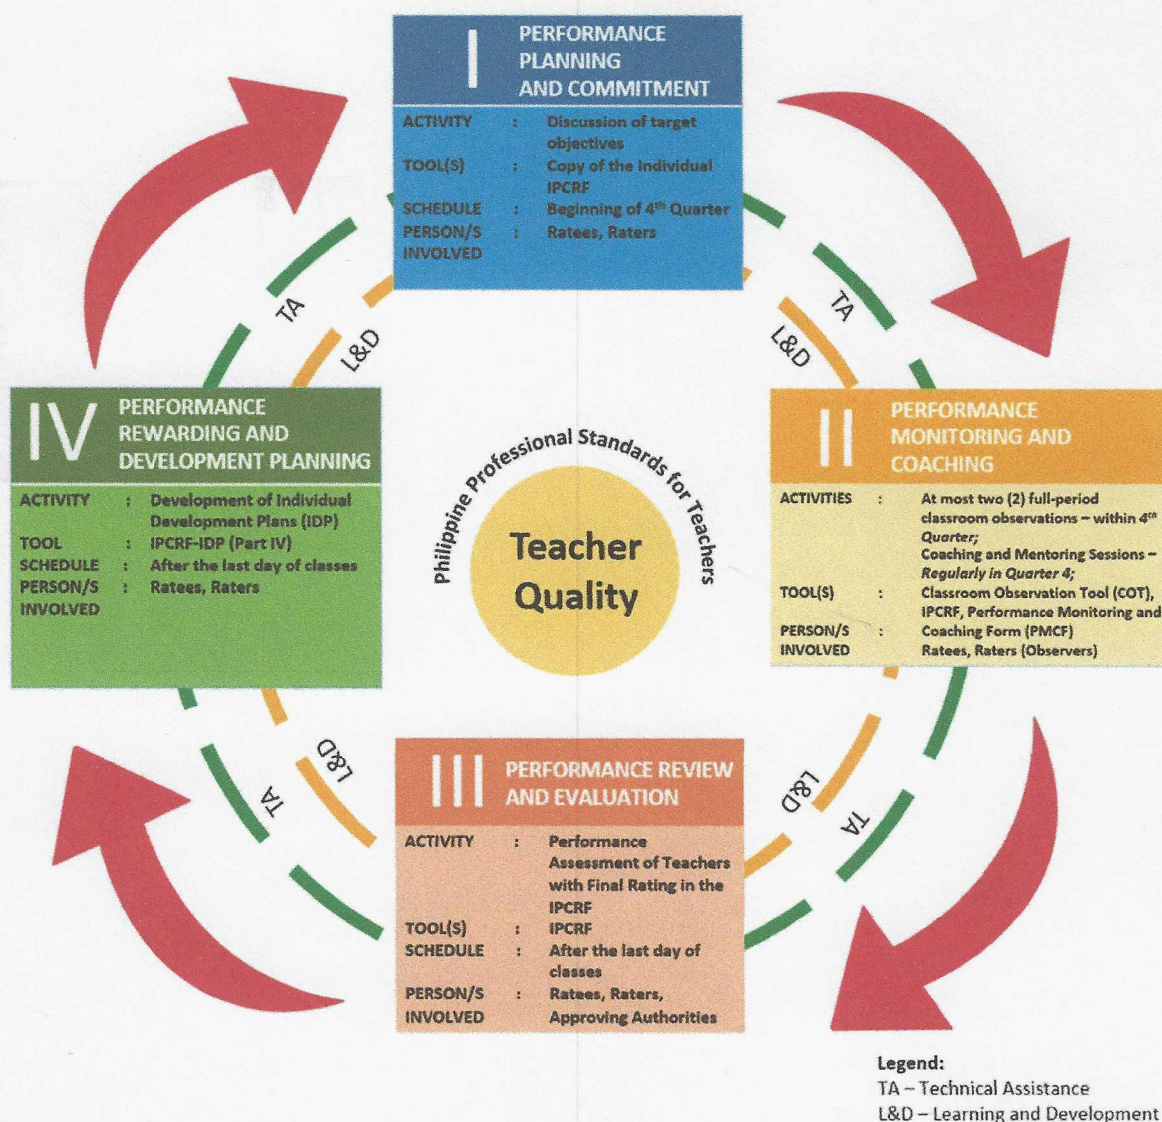 I
PERFORMANCE
PLANNING
AND COMMITMENT
ACTIVITY : Discussion of target
objectives
TOOL(S) : Copy of the individual
IPCRF
SCHEDULE : Beginning of 4th Quarter
PERSON/S : Ratees, Raters
INVOLVED
TA
L&D
TA
L&D
IV
PERFORMANCE
REWARDING AND
DEVELOPMENT PLANNING
ACTIVITY : Development of Individual
Development Plans (IDP)
TOOL : IPCRF-IDP (Part IV)
SCHEDULE : After the last day of classes
PERSON/S : Ratees, Raters
INVOLVED
Philippine Professional Standards for Teachers
Teacher
Quality
II
PERFORMANCE
MONITORING AND
COACHING
ACTIVITIES : At most two (2) full-period
classroom observations – within 4th
Quarter;
Coaching and Mentoring Sessions –
Regularly in Quarter 4;
TOOL(S) : Classroom Observation Tool (COT),
IPCRF, Performance Monitoring and
PERSON/S : Coaching Form (PMCF)
INVOLVED Ratees, Raters (Observers)
L&D
TA
L&D
TA
III
PERFORMANCE REVIEW
AND EVALUATION
ACTIVITY : Performance
Assessment of Teachers
with Final Rating in the
IPCRF
TOOL(S) : IPCRF
SCHEDULE : After the last day of
classes
PERSON/S : Ratees, Raters,
INVOLVED Approving Authorities
Legend:
TA – Technical Assistance
L&D – Learning and Development